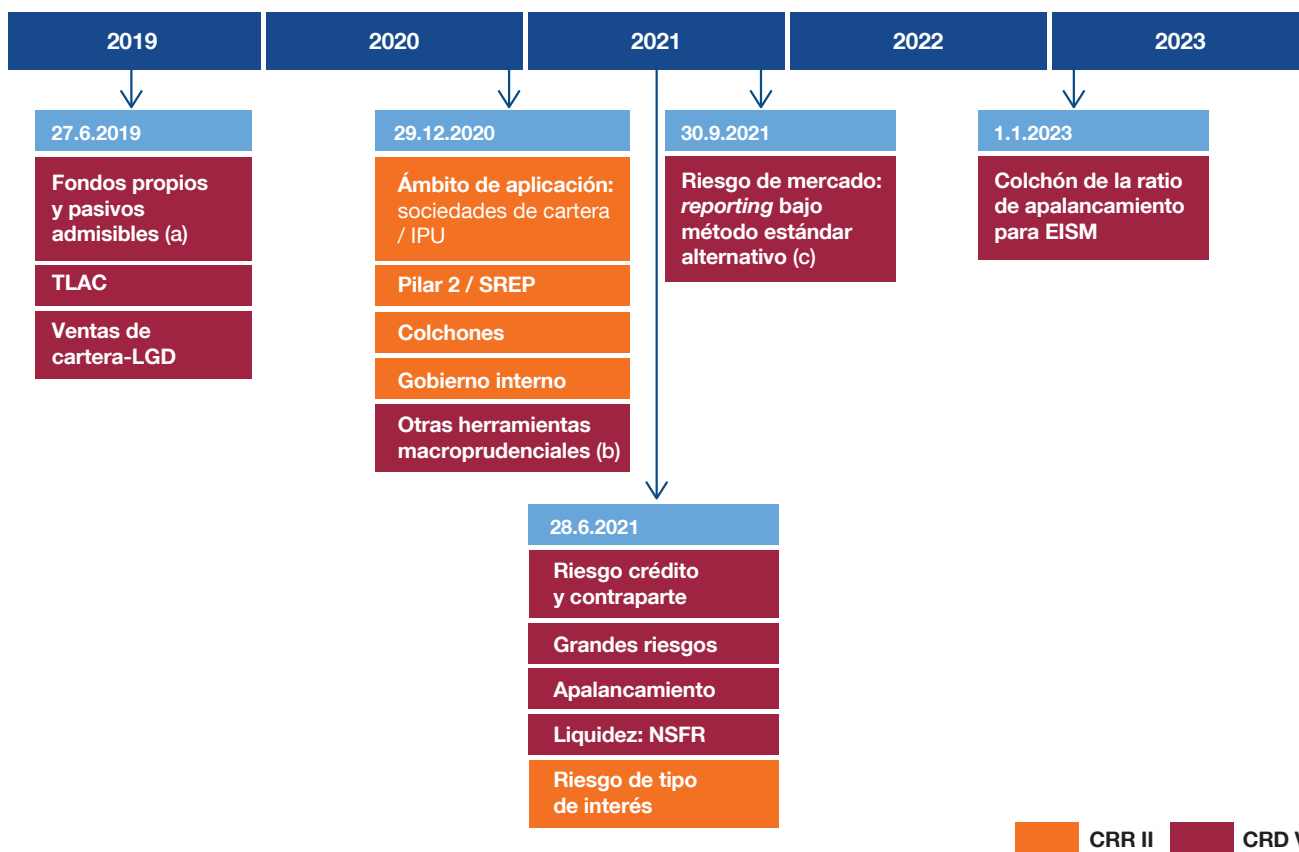 2019
2020
2021
2022
2023
27.6.2019
Fondos propios
y pasivos
admisibles (a)
TLAC
Ventas de
cartera-LGD
29.12.2020
Ámbito de aplicación:
sociedades de cartera
/ IPU
Pilar 2 / SREP
Colchones
Gobierno interno
Otras herramientas
macroprudenciales (b)
30.9.2021
Riesgo de mercado:
reporting bajo
método estándar
alternativo (c)
1.1.2023
Colchón de la ratio
de apalancamiento
para EISM
28.6.2021
Riesgo crédito
y contraparte
Grandes riesgos
Apalancamiento
Liquidez: NSFR
Riesgo de tipo
de interés
CRR II
CRD V